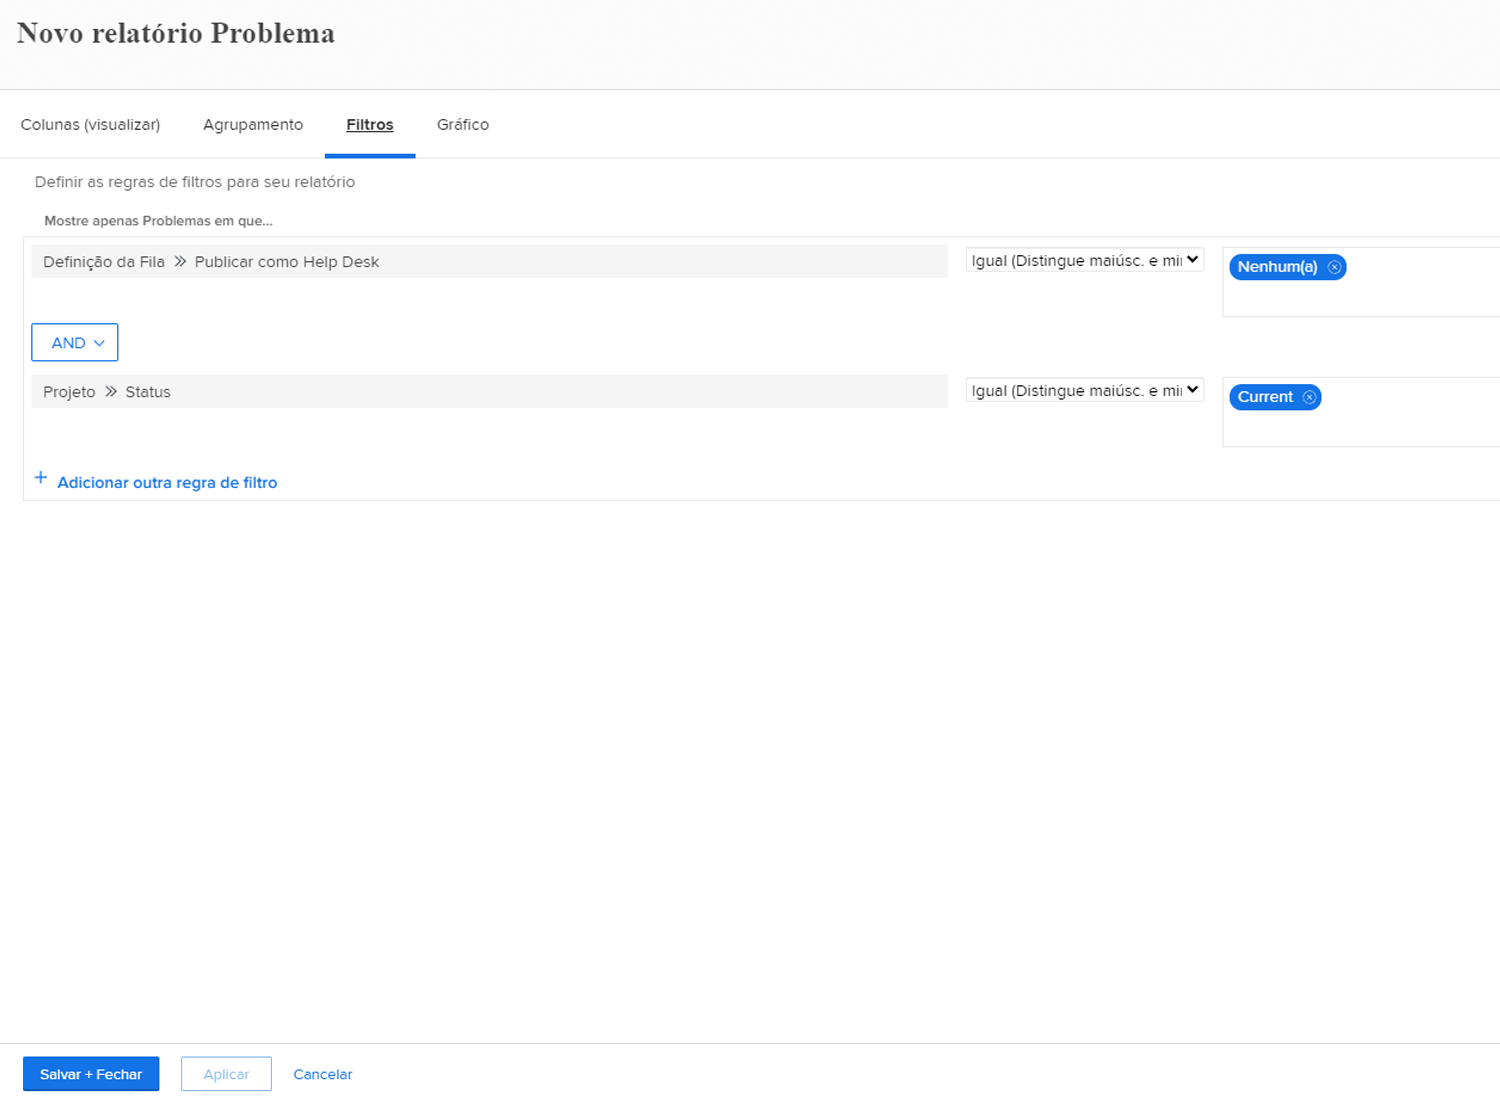 Novo relatório Problema
Colunas (visualizar) Agrupamento Filtros Gráfico
Definir as regras de filtros para seu relatório
Mostre apenas Problemas em que...
Definição da Fila » Publicar como Help Desk Igual (Distingue maiúsc. e mi Nenhum(a)
AND
Projeto » Status Igual (Distingue maiúsc. e mi Current
+ Adicionar outra regra de filtro
Salvar + Fechar Aplicar Cancelar